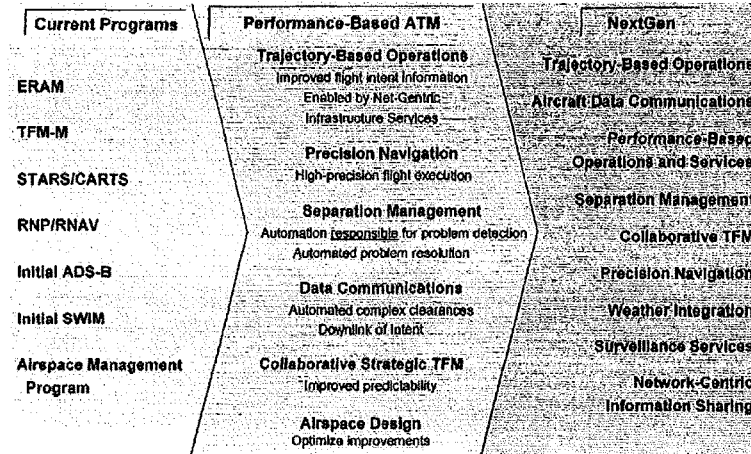 Current Programs
ERAM
TFM-M
STARS/CARTS
RNP/RNAV
Initial ADS-B
Initial SWIM
Airspace Management
Program
Performance-Based ATM
Trajectory-Based Operations
Improved flight intent Information
Enabled by Net-Centric
Infrastructure Services
Precision Navigation
High-precision flight execution
Separation Management
Automation responsible for problem detection
Automated problem resolution
Data Communications
Automated complex clearances
Downlink of Intent
Collaborative Strategic TFM
Improved predictability
Airspace Design
Optimize improvements
NextGen
Trajectory-Based Operations
Aircraft Data Communications
Performance-Based
Operations and Services
Separation Management
Collaborative TFM
Precision Navigation
Weather Integration
Surveillance Services
Network-Centric
Information Sharing